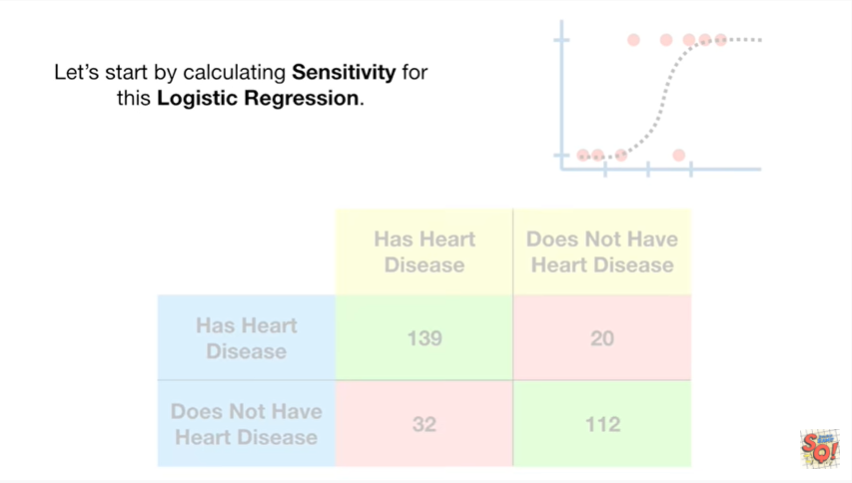 Let's start by calculating Sensitivity for
this Logistic Regression.
Has Heart
Disease
Does Not Have
Heart Disease
Has Heart
Disease
139
20
Does Not Have
Heart Disease
32
112
SQ!